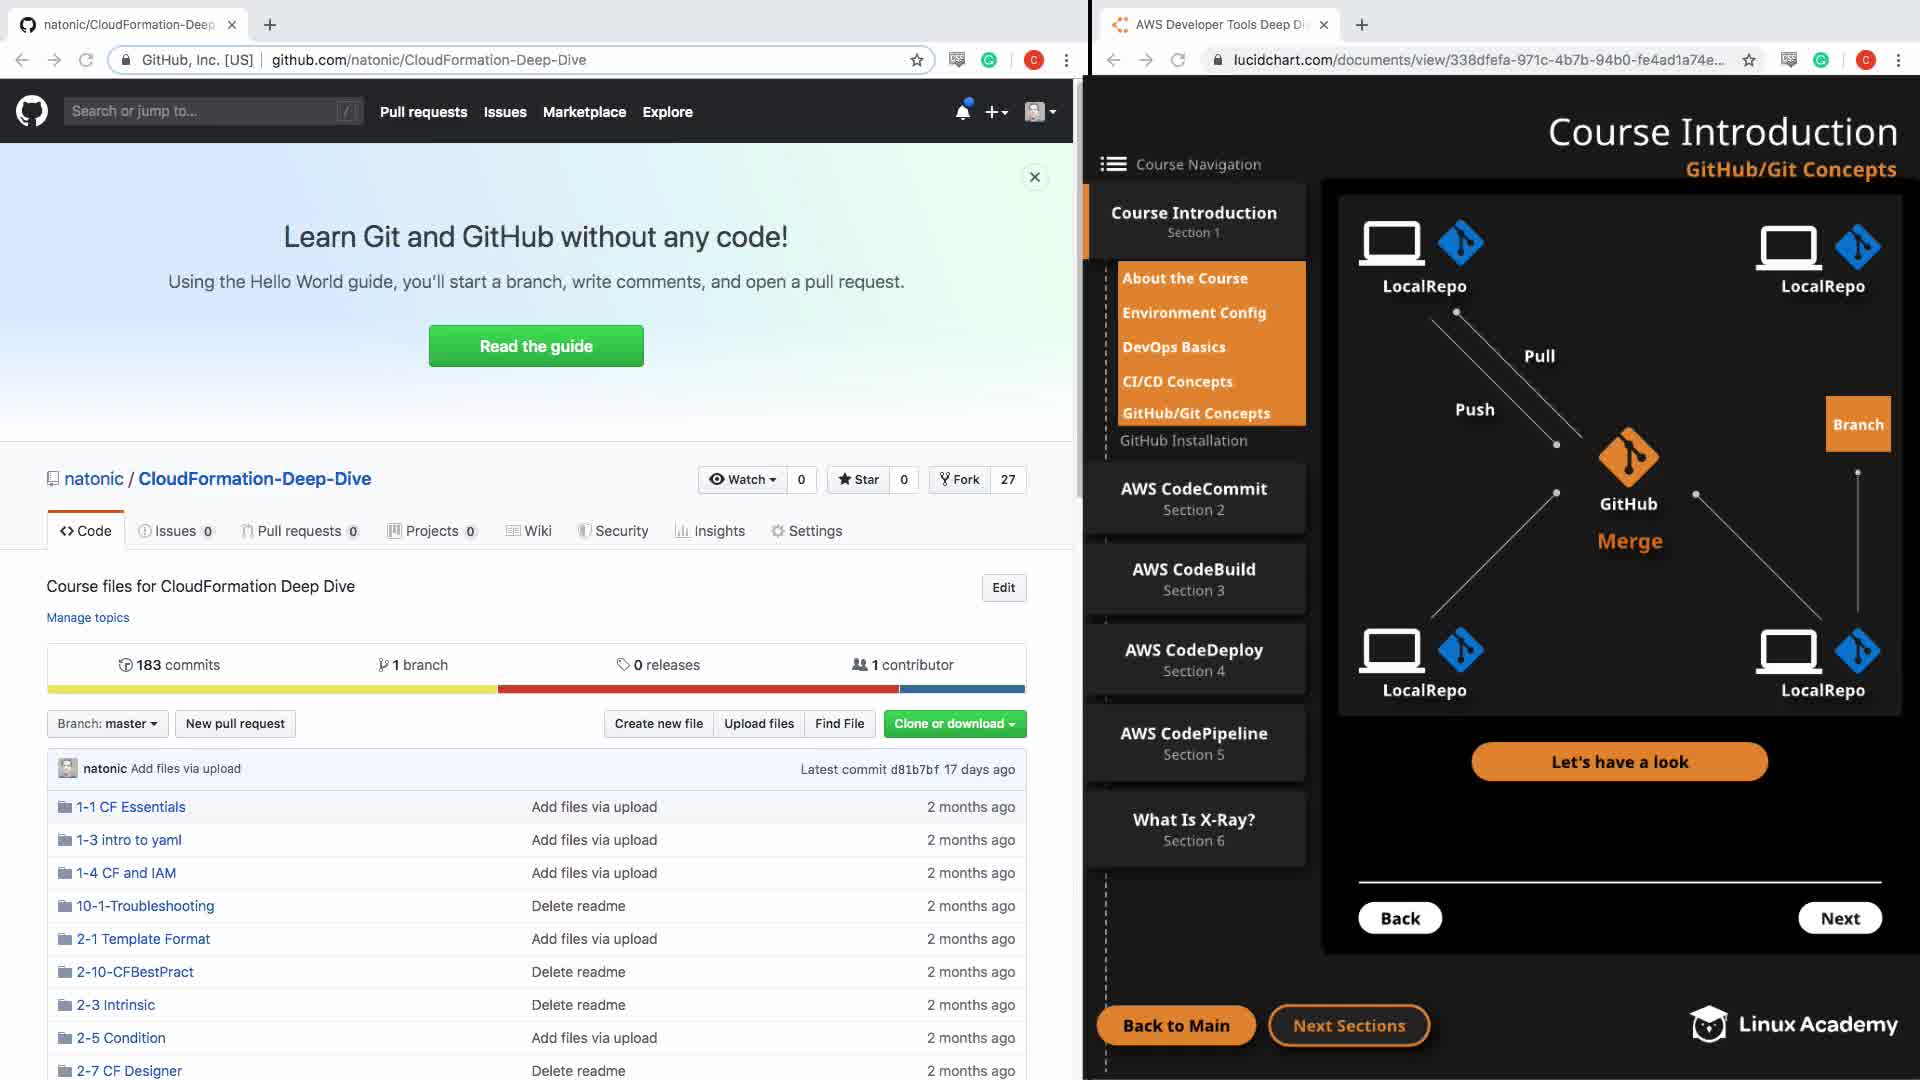 natonic/CloudFormation-Deep
GitHub, Inc. [US] | github.com/natonic/CloudFormation-Deep-Dive
Search or jump to... /
Pull requests Issues Marketplace Explore
Learn Git and GitHub without any code!
Using the Hello World guide, you'll start a branch, write comments, and open a pull request.
Read the guide
natonic / CloudFormation-Deep-Dive
Watch 0 Star 0 Fork 27
Code Issues 0 Pull requests 0 Projects 0 Wiki Security Insights Settings
Course files for CloudFormation Deep Dive
Edit
Manage topics
183 commits 1 branch 0 releases 1 contributor
Branch: master New pull request Create new file Upload files Find File Clone or download
natonic Add files via upload Latest commit d81b7bf 17 days ago
1-1 CF Essentials Add files via upload 2 months ago
1-3 intro to yaml Add files via upload 2 months ago
1-4 CF and IAM Add files via upload 2 months ago
10-1-Troubleshooting Delete readme 2 months ago
2-1 Template Format Add files via upload 2 months ago
2-10-CFBestPract Delete readme 2 months ago
2-3 Intrinsic Delete readme 2 months ago
2-5 Condition Add files via upload 2 months ago
2-7 CF Designer Delete readme 2 months ago
AWS Developer Tools Deep Di
lucidchart.com/documents/view/338dfefa-971c-4b7b-94b0-fe4ad1a74e...
C
C
Course Introduction
GitHub/Git Concepts
Course Navigation
Course Introduction
Section 1
About the Course
Environment Config
DevOps Basics
CI/CD Concepts
GitHub/Git Concepts
GitHub Installation
AWS CodeCommit
Section 2
AWS CodeBuild
Section 3
AWS CodeDeploy
Section 4
AWS CodePipeline
Section 5
What Is X-Ray?
Section 6
LocalRepo
LocalRepo
Pull
Push
Branch
GitHub
Merge
LocalRepo
LocalRepo
Let's have a look
Back
Next
Back to Main
Next Sections
Linux Academy